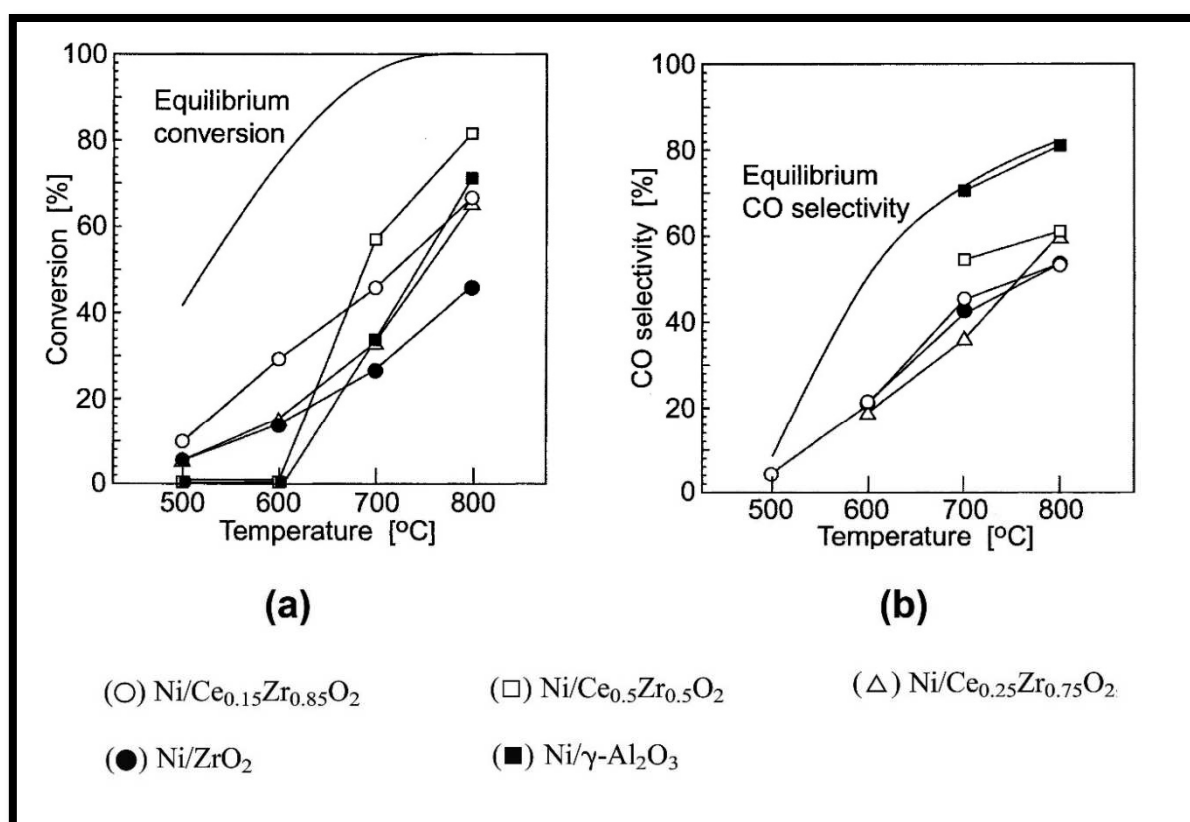 100
80
60
40
20
0
Conversion [%]
Equilibrium
conversion
500 600 700 800
Temperature [°C]
(a)
100
80
60
40
20
0
CO selectivity [%]
Equilibrium
CO selectivity
500 600 700 800
Temperature [°C]
(b)
(○) Ni/Ce₀.₁₅Zr₀.₈₅O₂
(□) Ni/Ce₀.₅Zr₀.₅O₂
(△) Ni/Ce₀.₂₅Zr₀.₇₅O₂
(●) Ni/ZrO₂
(■) Ni/γ-Al₂O₃